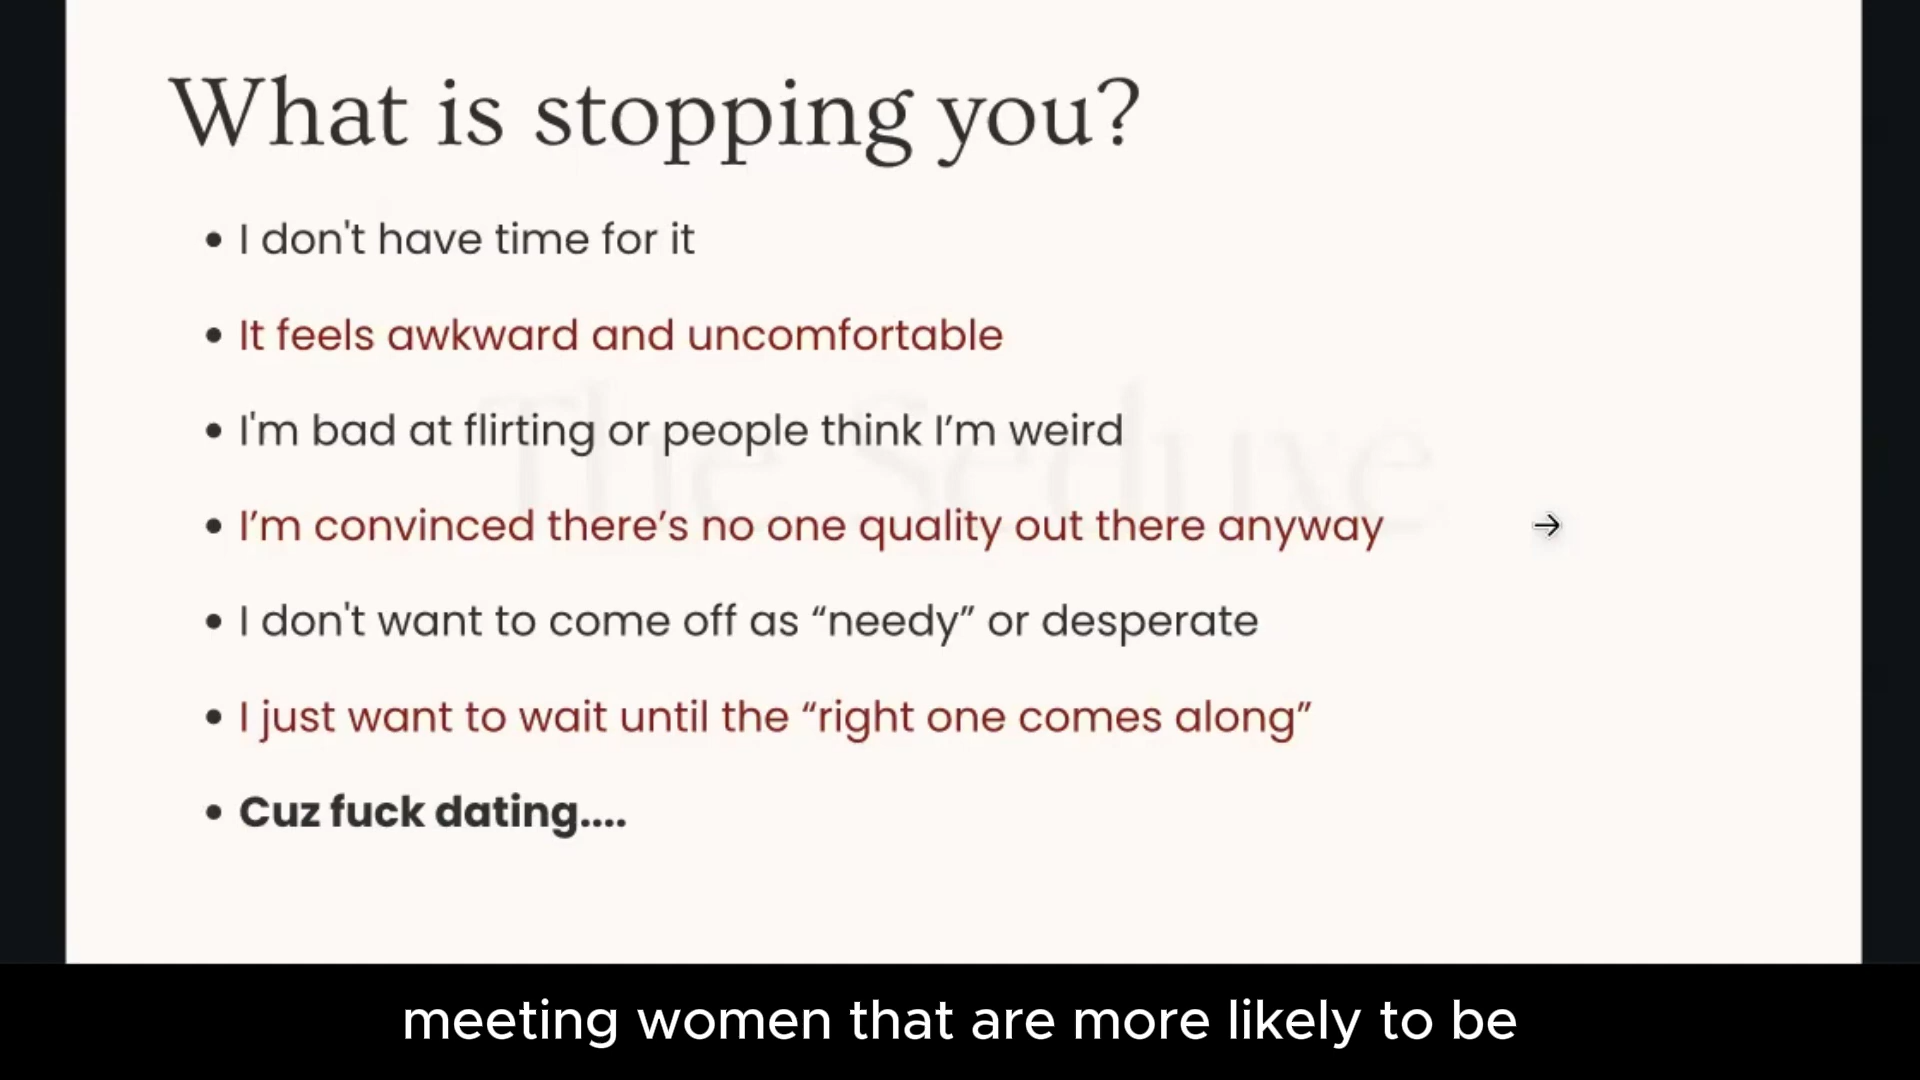 What is stopping you?
• I don't have time for it
• It feels awkward and uncomfortable
• I'm bad at flirting or people think I’m weird
• I’m convinced there’s no one quality out there anyway
→
• I don't want to come off as “needy” or desperate
• I just want to wait until the “right one comes along”
• Cuz fuck dating....
meeting women that are more likely to be